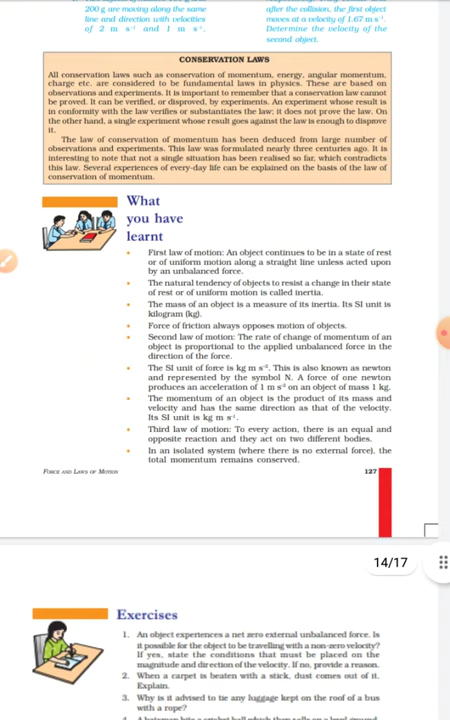 200 g are moving along the same
line and direction with velocities
of 2 m s⁻¹ and 1 m s⁻¹,
after the collision, the first object
moves at a velocity of 1.67 m s⁻¹.
Determine the velocity of the
second object.
CONSERVATION LAWS
All conservation laws such as conservation of momentum, energy, angular momentum,
charge etc. are considered to be fundamental laws in physics. These are based on
observations and experiments. It is important to remember that a conservation law cannot
be proved. It can be verified, or disproved, by experiments. An experiment whose result is
in conformity with the law verifies or substantiates the law; it does not prove the law. On
the other hand, a single experiment whose result goes against the law is enough to disprove
it.
The law of conservation of momentum has been deduced from large number of
observations and experiments. This law was formulated nearly three centuries ago. It is
interesting to note that not a single situation has been realised so far, which contradicts
this law. Several experiences of every-day life can be explained on the basis of the law of
conservation of momentum.
What
you have
learnt
• First law of motion: An object continues to be in a state of rest
or of uniform motion along a straight line unless acted upon
by an unbalanced force.
• The natural tendency of objects to resist a change in their state
of rest or of uniform motion is called inertia.
• The mass of an object is a measure of its inertia. Its SI unit is
kilogram (kg).
• Force of friction always opposes motion of objects.
• Second law of motion: The rate of change of momentum of an
object is proportional to the applied unbalanced force in the
direction of the force.
• The SI unit of force is kg m s⁻². This is also known as newton
and represented by the symbol N. A force of one newton
produces an acceleration of 1 m s⁻² on an object of mass 1 kg.
• The momentum of an object is the product of its mass and
velocity and has the same direction as that of the velocity.
Its SI unit is kg m s⁻¹.
• Third law of motion: To every action, there is an equal and
opposite reaction and they act on two different bodies.
• In an isolated system (where there is no external force), the
total momentum remains conserved.
FORCE AND LAWS OF MOTION
127
14/17
Exercises
1. An object experiences a net zero external unbalanced force. Is
it possible for the object to be travelling with a non-zero velocity?
If yes, state the conditions that must be placed on the
magnitude and direction of the velocity. If no, provide a reason.
2. When a carpet is beaten with a stick, dust comes out of it.
Explain.
3. Why is it advised to tie any luggage kept on the roof of a bus
with a rope?